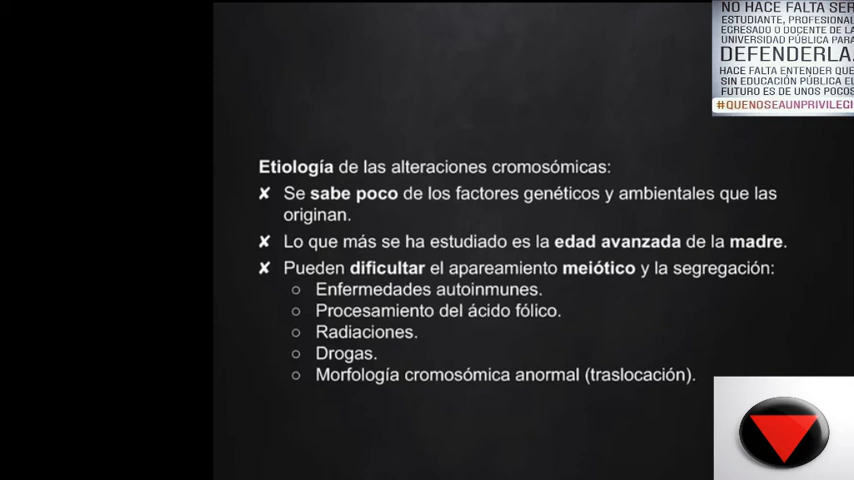 NO HACE FALTA SER
ESTUDIANTE, PROFESIONAL
EGRESADO O DOCENTE DE LA
UNIVERSIDAD PÚBLICA PARA
DEFENDERLA.
HACE FALTA ENTENDER QUE
SIN EDUCACIÓN PÚBLICA EL
FUTURO ES DE UNOS POCOS
#QUENOSEAUNPRIVILEGI
Etiología de las alteraciones cromosómicas:
✘ Se sabe poco de los factores genéticos y ambientales que las
originan.
✘ Lo que más se ha estudiado es la edad avanzada de la madre.
✘ Pueden dificultar el apareamiento meiótico y la segregación:
○ Enfermedades autoinmunes.
○ Procesamiento del ácido fólico.
○ Radiaciones.
○ Drogas.
○ Morfología cromosómica anormal (traslocación).